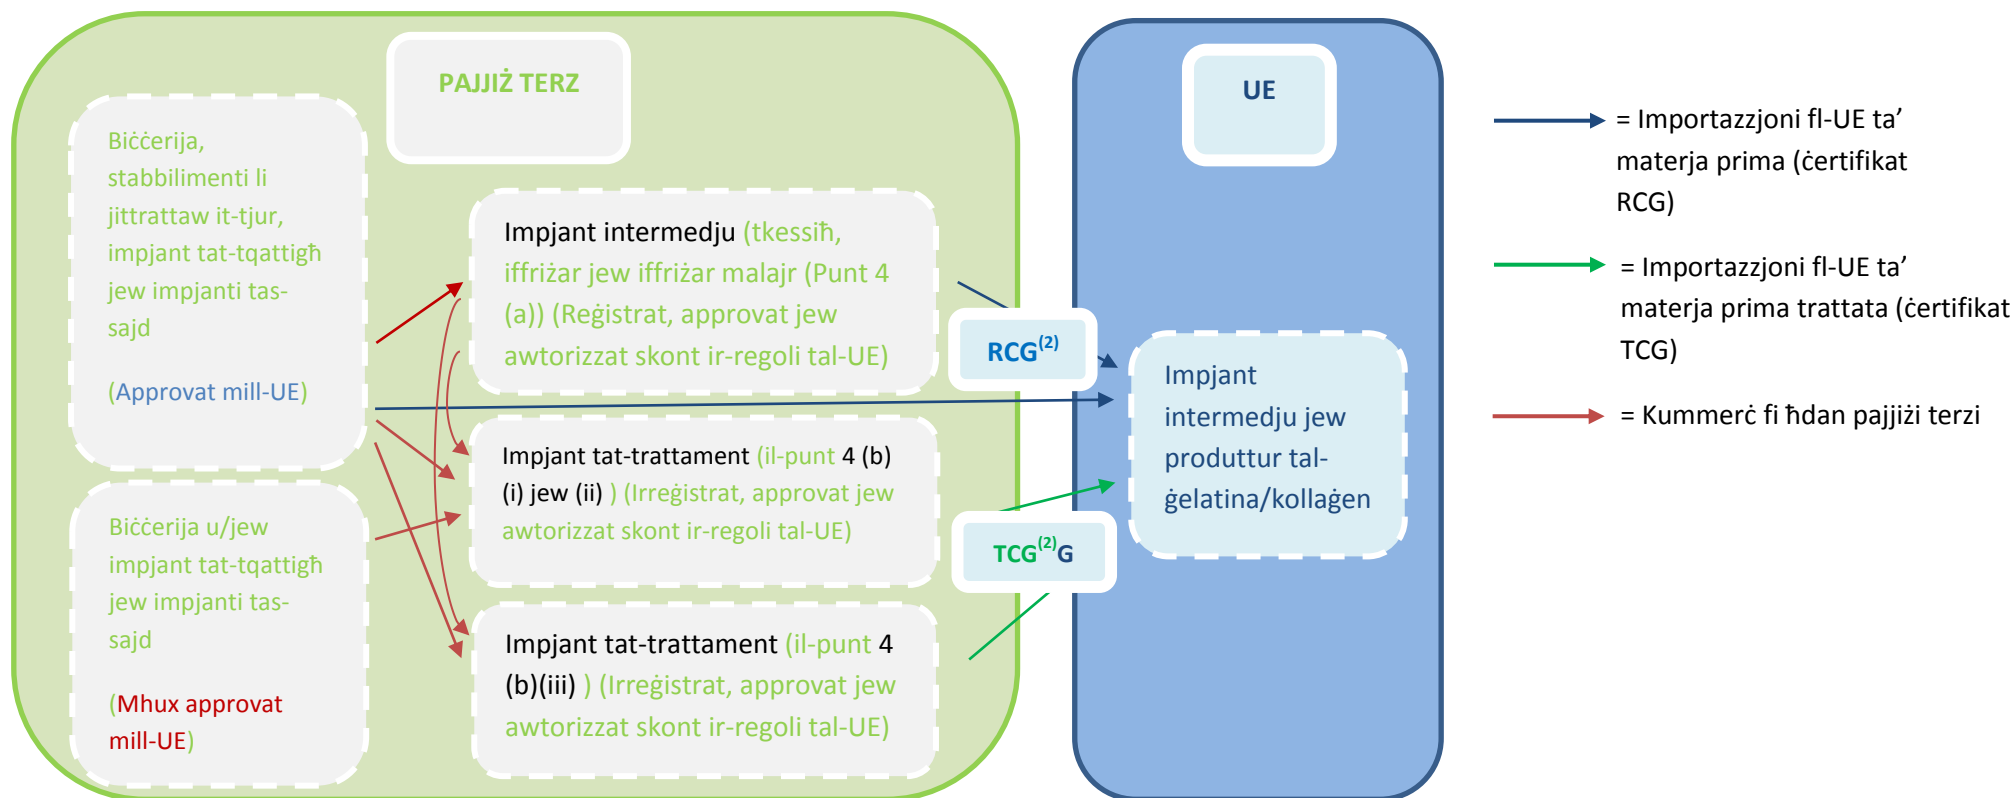 PAJJIŻ TERZ
Biċċerija,
stabbilimenti li
jittrattaw it-tjur,
impjant tat-tqattigħ
jew impjanti tas-
sajd
(Approvat mill-UE)
Biċċerija u/jew
impjant tat-tqattigħ
jew impjanti tas-
sajd
(Mhux approvat
mill-UE)
Impjant intermedju (tkessiħ,
iffriżar jew iffriżar malajr (Punt 4
(a)) (Reġistrat, approvat jew
awtorizzat skont ir-regoli tal-UE)
Impjant tat-trattament (il-punt 4 (b)
(i) jew (ii) ) (Irreġistrat, approvat jew
awtorizzat skont ir-regoli tal-UE)
Impjant tat-trattament (il-punt 4
(b)(iii) ) (Irreġistrat, approvat jew
awtorizzat skont ir-regoli tal-UE)
RCG(2)
TCG(2)G
UE
Impjant
intermedju jew
produttur tal-
ġelatina/kollaġen
= Importazzjoni fl-UE ta’
materja prima (ċertifikat
RCG)
= Importazzjoni fl-UE ta’
materja prima trattata (ċertifikat
TCG)
= Kummerċ fi ħdan pajjiżi terzi